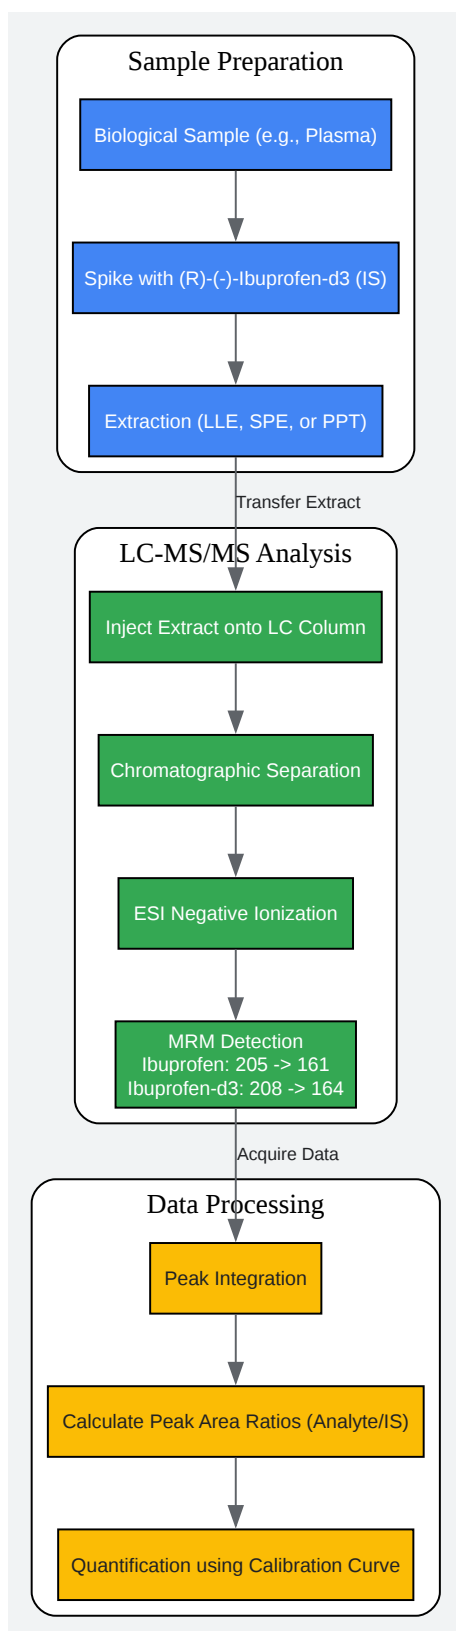 Sample Preparation
Biological Sample (e.g., Plasma)
Spike with (R)-(-)-Ibuprofen-d3 (IS)
Extraction (LLE, SPE, or PPT)
Transfer Extract
LC-MS/MS Analysis
Inject Extract onto LC Column
Chromatographic Separation
ESI Negative Ionization
MRM Detection
Ibuprofen: 205 -> 161
Ibuprofen-d3: 208 -> 164
Acquire Data
Data Processing
Peak Integration
Calculate Peak Area Ratios (Analyte/IS)
Quantification using Calibration Curve